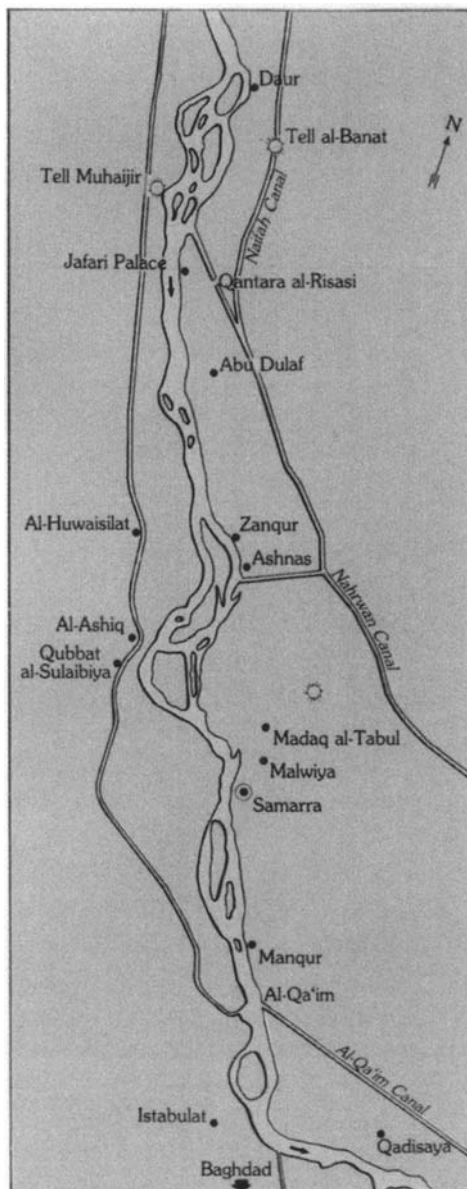 Daur
Tell al-Banat
N
Tell Muhaijir
Naifah Canal
Jafari Palace
Qantara al-Risasi
Abu Dulaf
Al-Huwaisilat
Zanqur
Ashnas
Nahrwan Canal
Al-Ashiq
Qubbat
al-Sulaibiya
Madaq al-Tabul
Malwiya
Samarra
Manqur
Al-Qa'im
Al-Qa'im Canal
Istabulat
Qadisaya
Baghdad